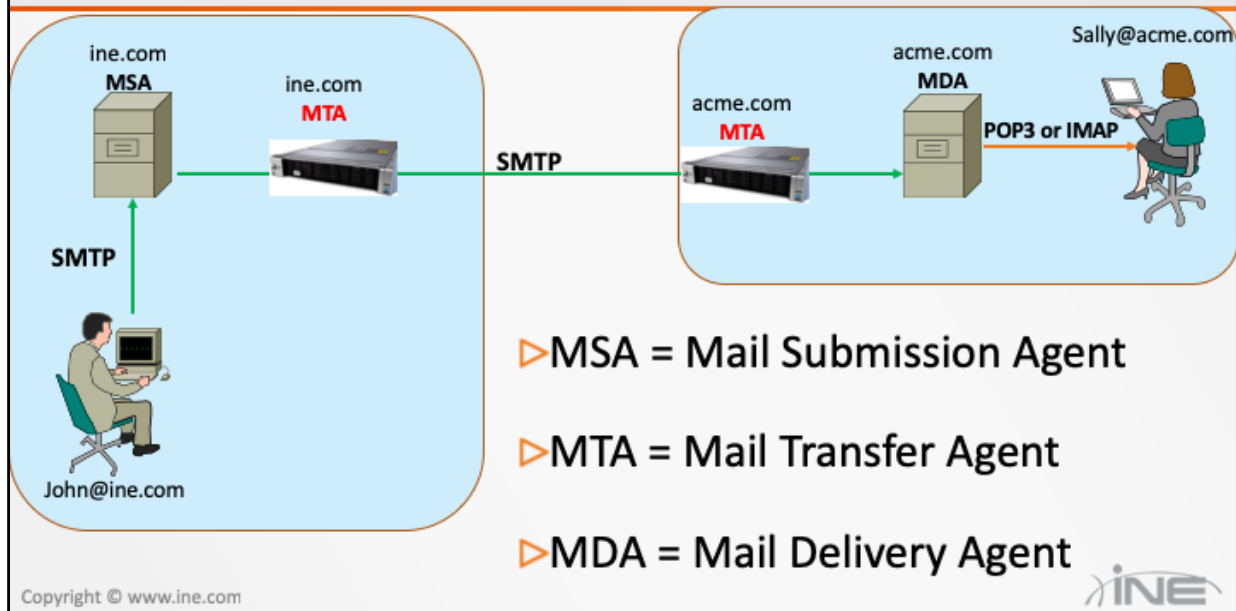 ine.com
MSA
ine.com
MTA
SMTP
John@ine.com
SMTP
acme.com
MTA
acme.com
MDA
POP3 or IMAP
Sally@acme.com
MSA = Mail Submission Agent
MTA = Mail Transfer Agent
MDA = Mail Delivery Agent
Copyright © www.ine.com
iNE